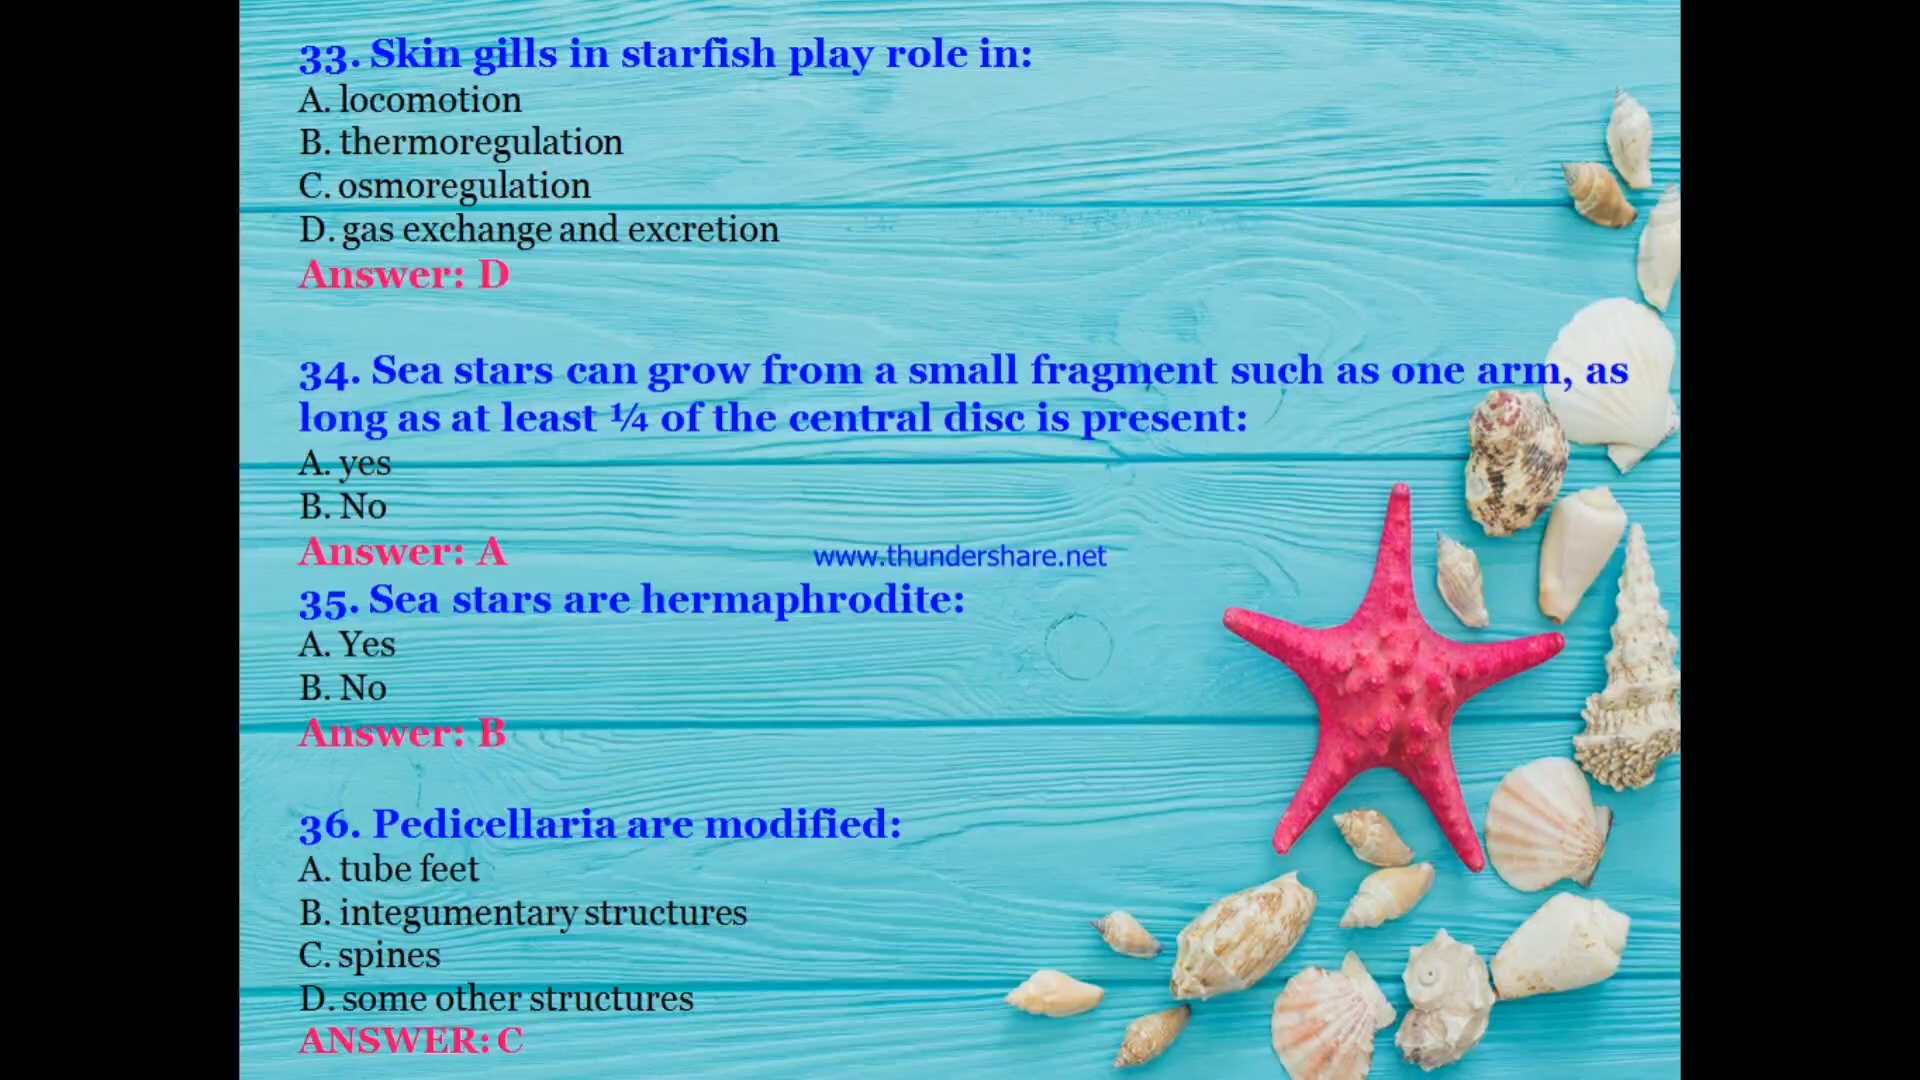 33. Skin gills in starfish play role in:
A. locomotion
B. thermoregulation
C. osmoregulation
D. gas exchange and excretion
Answer: D
34. Sea stars can grow from a small fragment such as one arm, as
long as at least ¼ of the central disc is present:
A. yes
B. No
Answer: A
www.thundershare.net
35. Sea stars are hermaphrodite:
A. Yes
B. No
Answer: B
36. Pedicellaria are modified:
A. tube feet
B. integumentary structures
C. spines
D. some other structures
ANSWER: C